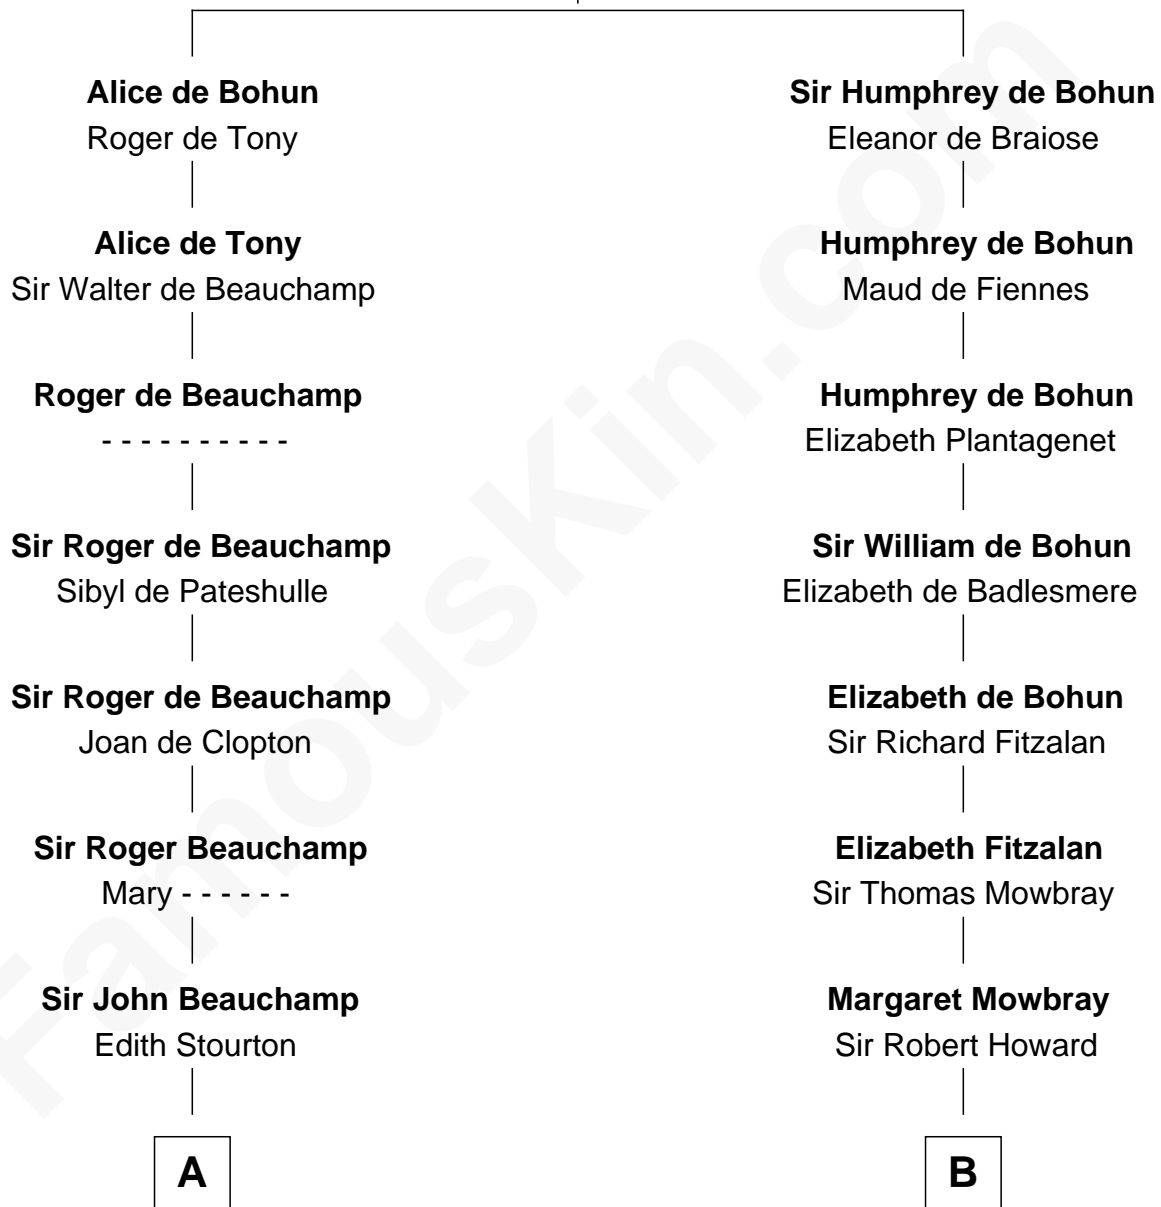 Alice de Bohun
Roger de Tony
Alice de Tony
Sir Walter de Beauchamp
Roger de Beauchamp
- - - - - - - - - -
Sir Roger de Beauchamp
Sibyl de Pateshulle
Sir Roger de Beauchamp
Joan de Clopton
Sir Roger Beauchamp
Mary - - - - - -
Sir John Beauchamp
Edith Stourton
A
Sir Humphrey de Bohun
Eleanor de Braiose
Humphrey de Bohun
Maud de Fiennes
Humphrey de Bohun
Elizabeth Plantagenet
Sir William de Bohun
Elizabeth de Badlesmere
Elizabeth de Bohun
Sir Richard Fitzalan
Elizabeth Fitzalan
Sir Thomas Mowbray
Margaret Mowbray
Sir Robert Howard
B
FamousKin.com